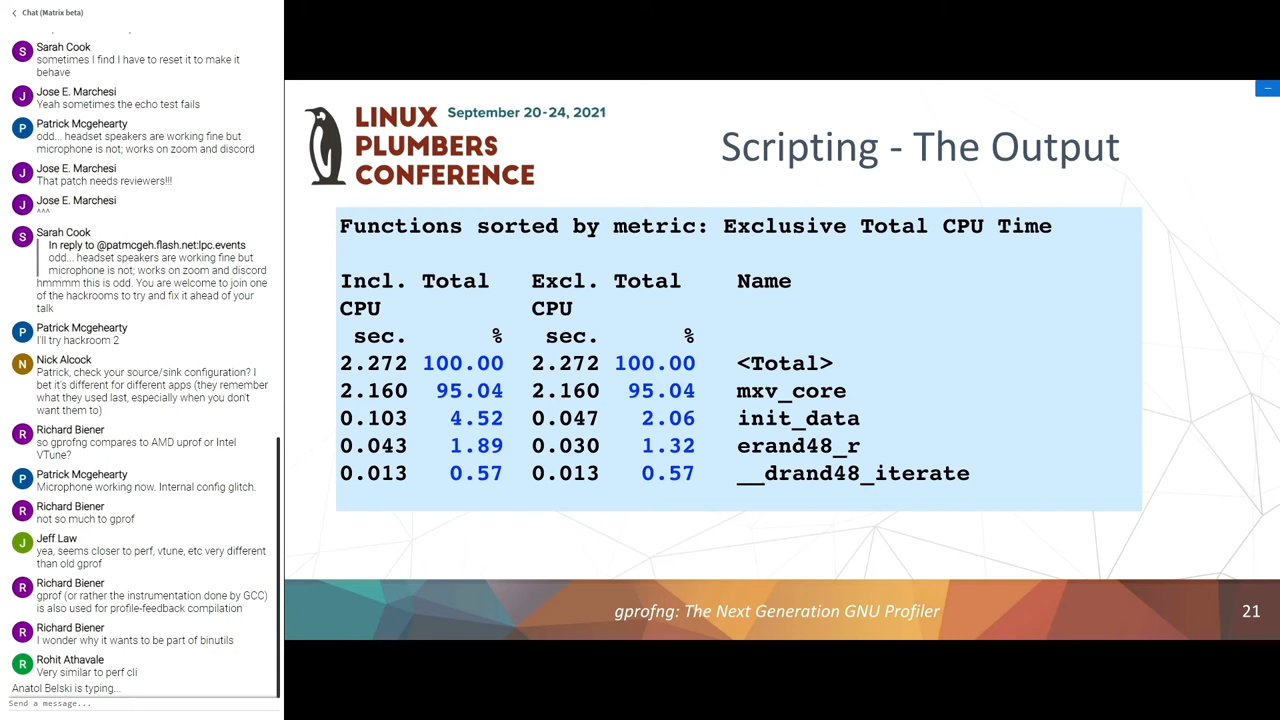 Chat (Matrix beta)
Sarah Cook
sometimes I find I have to reset it to make it
behave
Jose E. Marchesi
Yeah sometimes the echo test fails
Patrick Mcgehearty
odd... headset speakers are working fine but
microphone is not; works on zoom and discord
Jose E. Marchesi
That patch needs reviewers!!!
Jose E. Marchesi
^^^
Sarah Cook
In reply to @patmcgeh.flash.net:lpc.events
odd... headset speakers are working fine but
microphone is not; works on zoom and discord
hmmmm this is odd. You are welcome to join one
of the hackrooms to try and fix it ahead of your
talk
Patrick Mcgehearty
I'll try hackroom 2
Nick Alcock
Patrick, check your source/sink configuration? I
bet it's different for different apps (they remember
what they used last, especially when you don't
want them to)
Richard Biener
so gprofng compares to AMD uprof or Intel
VTune?
Patrick Mcgehearty
Microphone working now. Internal config glitch.
Richard Biener
not so much to gprof
Jeff Law
yea, seems closer to perf, vtune, etc very different
than old gprof
Richard Biener
gprof (or rather the instrumentation done by GCC)
is also used for profile-feedback compilation
Richard Biener
I wonder why it wants to be part of binutils
Rohit Athavale
Very similar to perf cli
Anatol Belski is typing...
Send a message...
LINUX
PLUMBERS
CONFERENCE
September 20-24, 2021
Scripting - The Output
Functions sorted by metric: Exclusive Total CPU Time
Incl. Total Excl. Total Name
CPU CPU
sec. % sec. %
2.272 100.00 2.272 100.00 <Total>
2.160 95.04 2.160 95.04 mxv_core
0.103 4.52 0.047 2.06 init_data
0.043 1.89 0.030 1.32 erand48_r
0.013 0.57 0.013 0.57 __drand48_iterate
gprofng: The Next Generation GNU Profiler
21